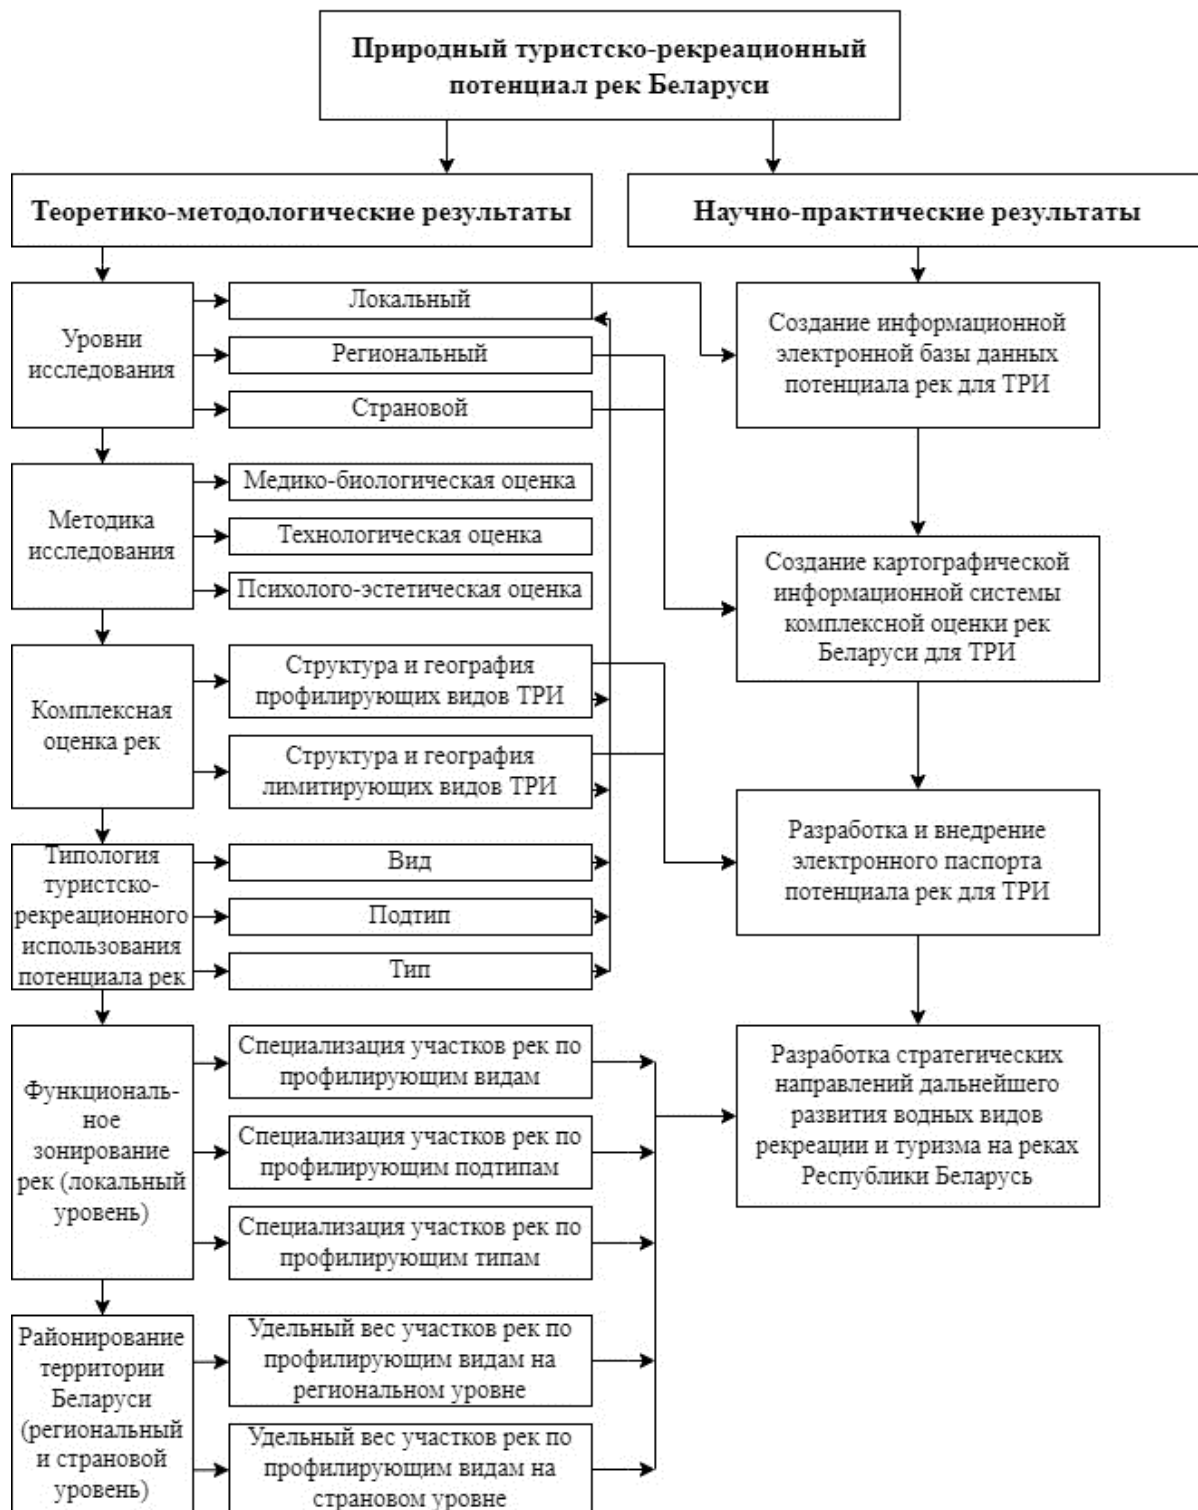 Природный туристско-рекреационный
потенциал рек Беларуси
Теоретико-методологические результаты
Научно-практические результаты
Уровни
исследования
Локальный
Региональный
Страновой
Методика
исследования
Медико-биологическая оценка
Технологическая оценка
Психолого-эстетическая оценка
Комплексная
оценка рек
Структура и география
профилирующих видов ТРИ
Структура и география
лимитирующих видов ТРИ
Типология
туристско-
рекреационного
использования
потенциала рек
Вид
Подтип
Тип
Функциональ-
ное
зонирование
рек (локальный
уровень)
Специализация участков рек по
профилирующим видам
Специализация участков рек по
профилирующим подтипам
Специализация участков рек по
профилирующим типам
Районирование
территории
Беларуси
(региональный
и страновой
уровень)
Удельный вес участков рек по
профилирующим видам на
региональном уровне
Удельный вес участков рек по
профилирующим видам на
страновом уровне
Создание информационной
электронной базы данных
потенциала рек для ТРИ
Создание картографической
информационной системы
комплексной оценки рек
Беларуси для ТРИ
Разработка и внедрение
электронного паспорта
потенциала рек для ТРИ
Разработка стратегических
направлений дальнейшего
развития водных видов
рекреации и туризма на реках
Республики Беларусь